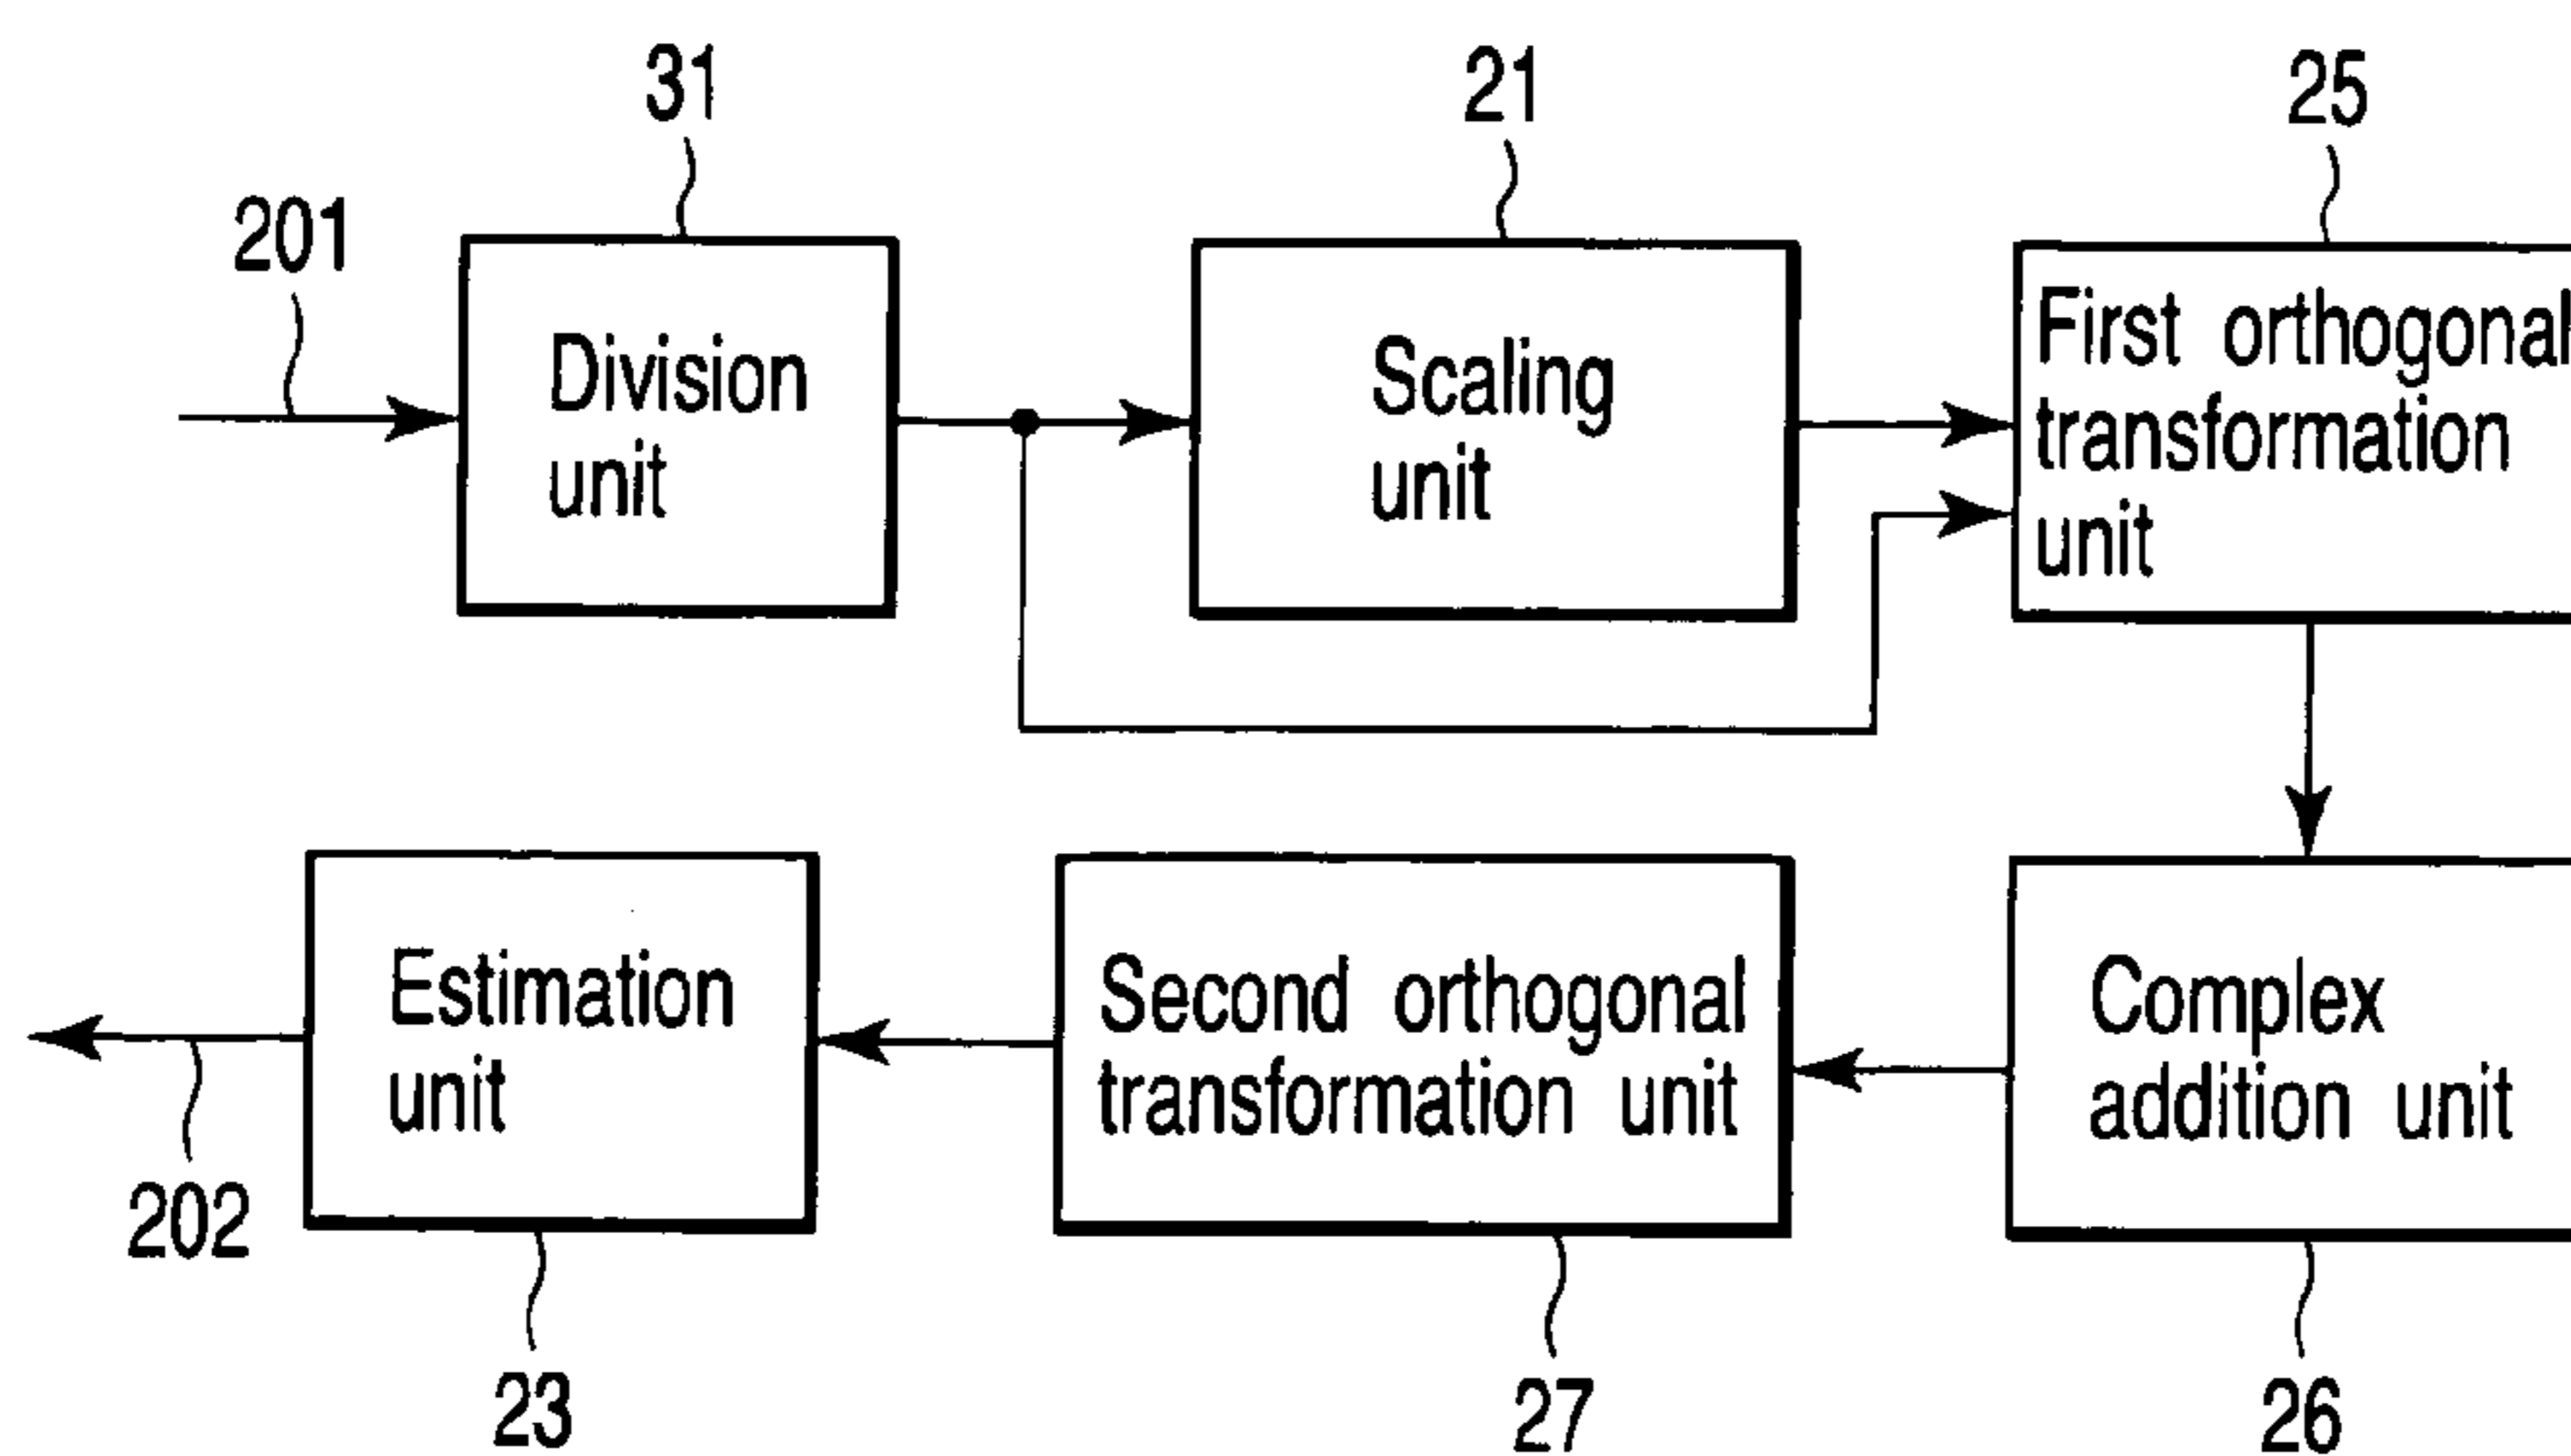 31
21
25
201
Division
unit
Scaling
unit
First orthogonal
transformation
unit
Estimation
unit
Second orthogonal
transformation unit
Complex
addition unit
202
23
27
26